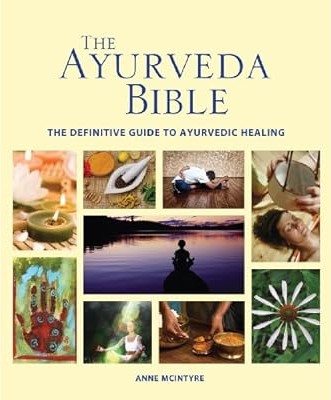 THE
AYURVEDA
BIBLE
THE DEFINITIVE GUIDE TO AYURVEDIC HEALING
ANNE MCINTYRE